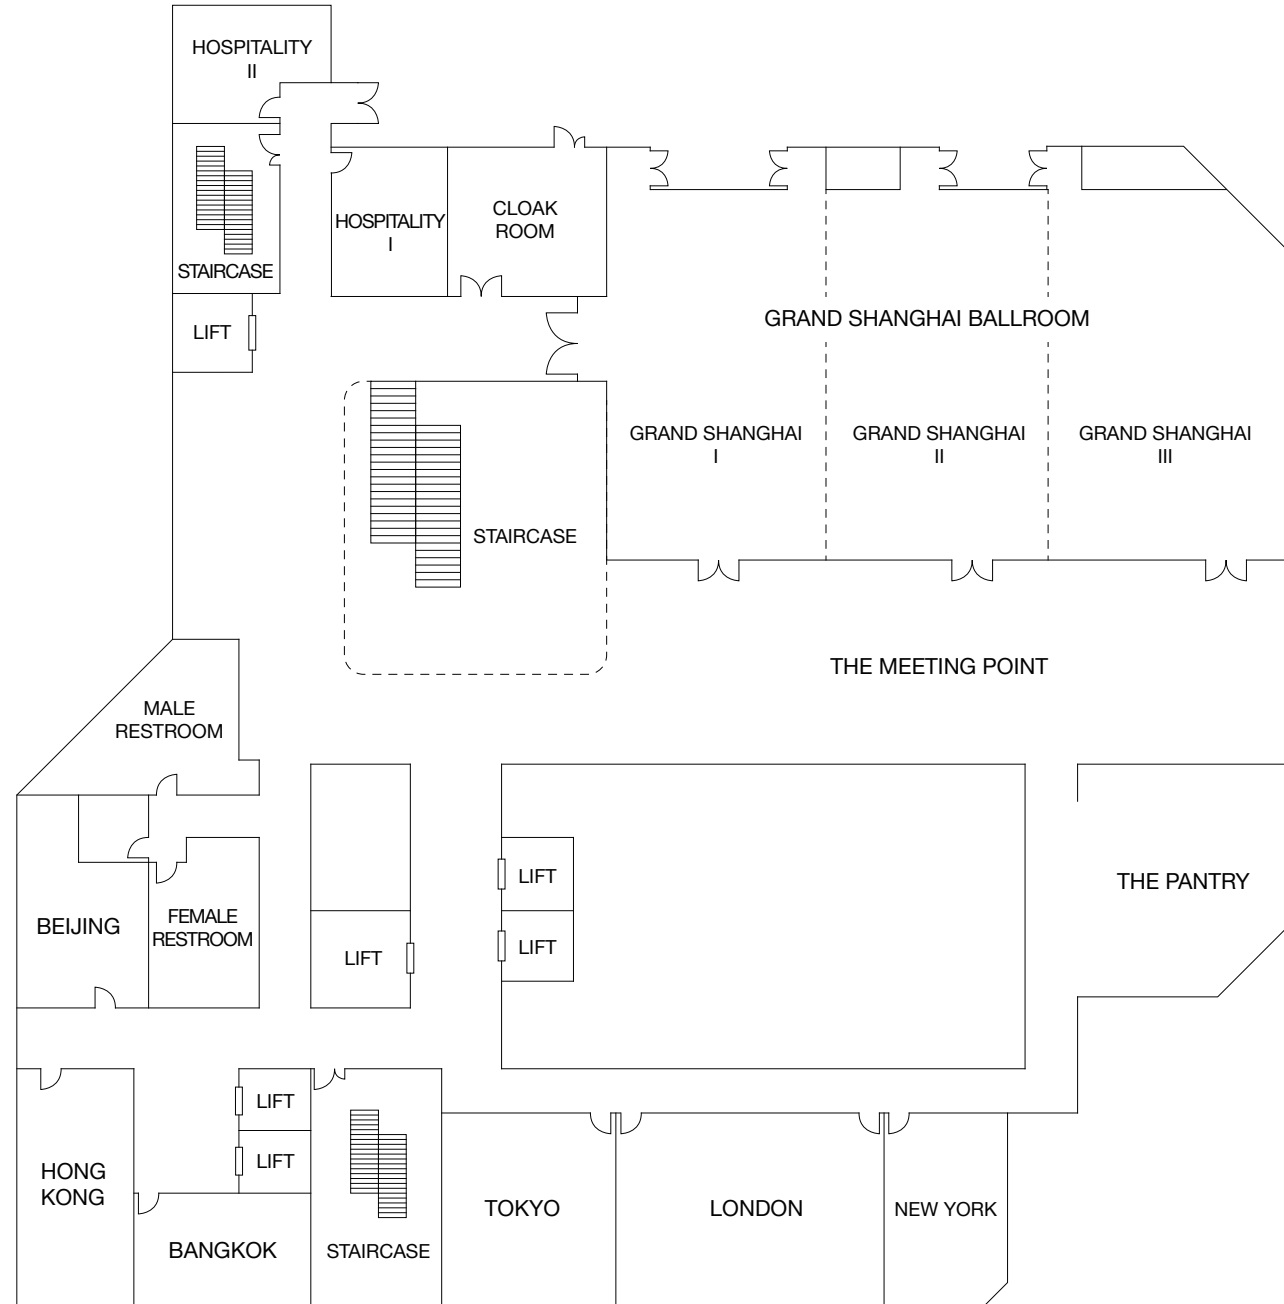 HOSPITALITY
II
HOSPITALITY
I
CLOAK
ROOM
STAIRCASE
LIFT
GRAND SHANGHAI BALLROOM
GRAND SHANGHAI
I
GRAND SHANGHAI
II
GRAND SHANGHAI
III
STAIRCASE
THE MEETING POINT
MALE
RESTROOM
LIFT
THE PANTRY
BEIJING
FEMALE
RESTROOM
LIFT
LIFT
LIFT
LIFT
HONG
KONG
TOKYO
LONDON
NEW YORK
BANGKOK
STAIRCASE